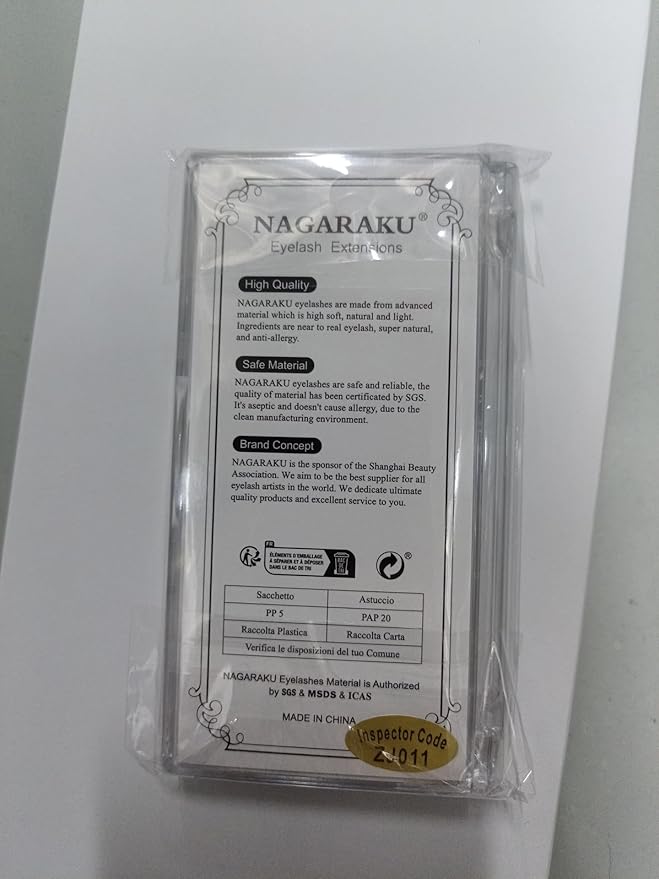 NAGARAKU®
Eyelash Extensions
High Quality
NAGARAKU eyelashes are made from advanced
material which is high soft, natural and light.
Ingredients are near to real eyelash, super natural,
and anti-allergy.
Safe Material
NAGARAKU eyelashes are safe and reliable, the
quality of material has been certificated by SGS.
It's aseptic and doesn't cause allergy, due to the
clean manufacturing environment.
Brand Concept
NAGARAKU is the sponsor of the Shanghai Beauty
Association. We aim to be the best supplier for all
eyelash artists in the world. We dedicate ultimate
quality products and excellent service to you.
FR
ÉLÉMENTS D'EMBALLAGE
À SÉPARER ET À DÉPOSER
DANS LE BAC DE TRI
®
Sacchetto Astuccio
PP 5 PAP 20
Raccolta Plastica Raccolta Carta
Verifica le disposizioni del tuo Comune
NAGARAKU Eyelashes Material is Authorized
by SGS & MSDS & ICAS
MADE IN CHINA
Inspector Code
ZJ011